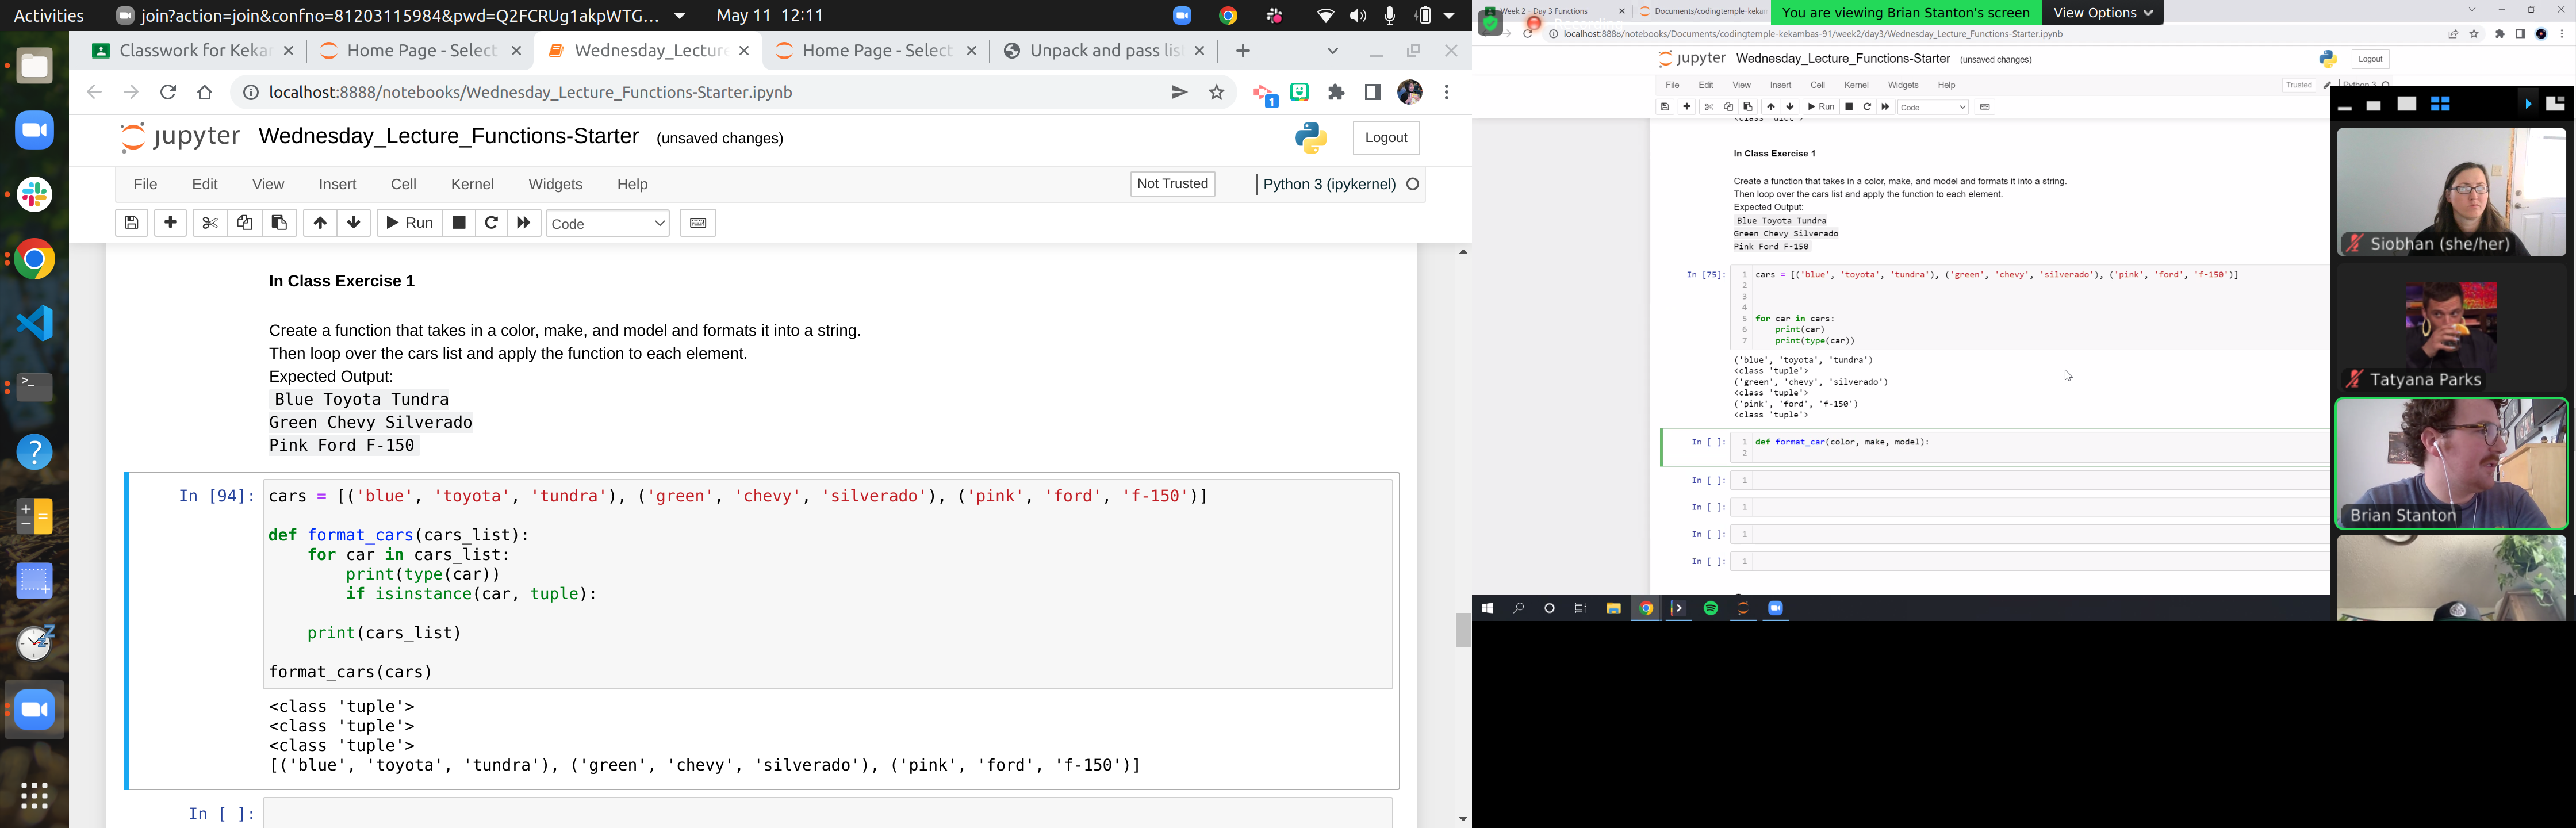 Activities
join?action=join&confno=81203115984&pwd=Q2FCRUg1akpWTG…
May 11 12:11
Classwork for Keka
Home Page - Select
Wednesday_Lecture
Home Page - Select
Unpack and pass lis
localhost:8888/notebooks/Wednesday_Lecture_Functions-Starter.ipynb
1
jupyter Wednesday_Lecture_Functions-Starter (unsaved changes)
Logout
File Edit View Insert Cell Kernel Widgets Help
Not Trusted
Python 3 (ipykernel)
Run
Code
In Class Exercise 1
Create a function that takes in a color, make, and model and formats it into a string.
Then loop over the cars list and apply the function to each element.
Expected Output:
Blue Toyota Tundra
Green Chevy Silverado
Pink Ford F-150
In [94]: cars = [('blue', 'toyota', 'tundra'), ('green', 'chevy', 'silverado'), ('pink', 'ford', 'f-150')]
def format_cars(cars_list):
for car in cars_list:
print(type(car))
if isinstance(car, tuple):
print(cars_list)
format_cars(cars)
<class 'tuple'>
<class 'tuple'>
<class 'tuple'>
[('blue', 'toyota', 'tundra'), ('green', 'chevy', 'silverado'), ('pink', 'ford', 'f-150')]
In [ ]:
You are viewing Brian Stanton's screen
View Options
Week 2 - Day 3 Functions
Documents/codingtemple-keka
Recording
localhost:8888/notebooks/Documents/codingtemple-kekambas-91/week2/day3/Wednesday_Lecture_Functions-Starter.ipynb
jupyter Wednesday_Lecture_Functions-Starter (unsaved changes)
Logout
File Edit View Insert Cell Kernel Widgets Help
Trusted
Python 3
Run
Code
<class 'dict'>
In Class Exercise 1
Create a function that takes in a color, make, and model and formats it into a string.
Then loop over the cars list and apply the function to each element.
Expected Output:
Blue Toyota Tundra
Green Chevy Silverado
Pink Ford F-150
In [75]: 1 cars = [('blue', 'toyota', 'tundra'), ('green', 'chevy', 'silverado'), ('pink', 'ford', 'f-150')]
2
3
4
5 for car in cars:
6 print(car)
7 print(type(car))
('blue', 'toyota', 'tundra')
<class 'tuple'>
('green', 'chevy', 'silverado')
<class 'tuple'>
('pink', 'ford', 'f-150')
<class 'tuple'>
In [ ]: 1 def format_car(color, make, model):
2
In [ ]: 1
In [ ]: 1
In [ ]: 1
In [ ]: 1
Siobhan (she/her)
Tatyana Parks
Brian Stanton